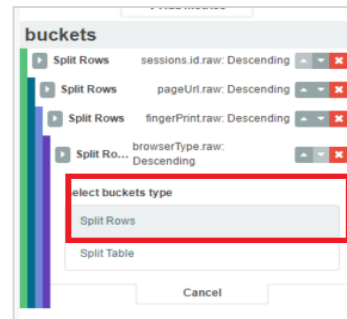 buckets
Split Rows sessions.id.raw: Descending
Split Rows pageUrl.raw: Descending
Split Rows fingerPrint.raw: Descending
Split Ro... browserType.raw: Descending
elect buckets type
Split Rows
Split Table
Cancel